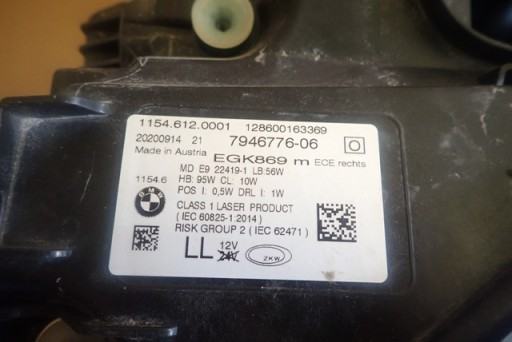 1154.612.0001 128600163369
20200914 21 7946776-06
Made in Austria EGK869 m ECE rechts
MD E9 22419-1 LB:56W
1154.6 HB: 95W CL: 10W
POS I: 0,5W DRL I: 1W
BMW
CLASS 1 LASER PRODUCT
(IEC 60825-1:2014)
RISK GROUP 2 (IEC 62471)
LL 12V
24V ZKW